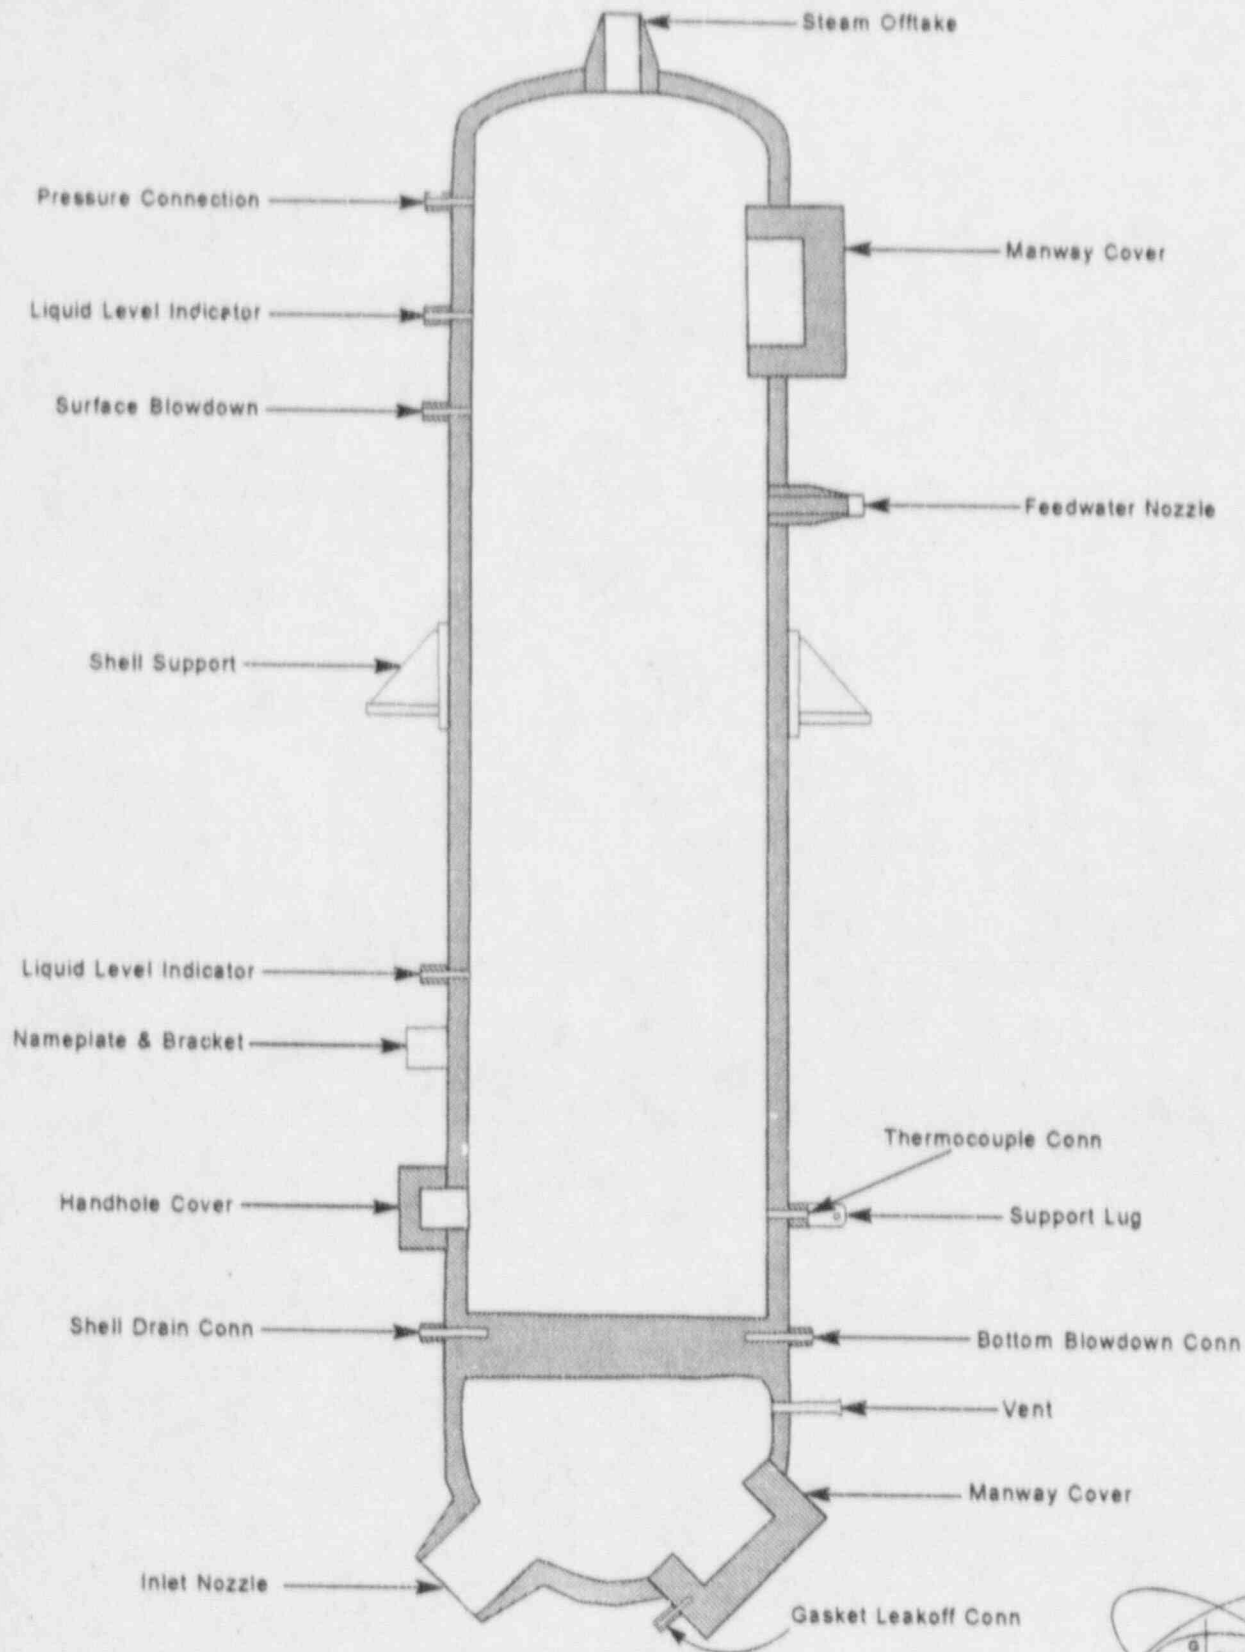 Steam Offtake
Pressure Connection
Manway Cover
Liquid Level Indicator
Surface Blowdown
Feedwater Nozzle
Shell Support
Liquid Level Indicator
Nameplate & Bracket
Thermocouple Conn
Handhole Cover
Support Lug
Shell Drain Conn
Bottom Blowdown Conn
Vent
Manway Cover
Inlet Nozzle
Gasket Leakoff Conn
G